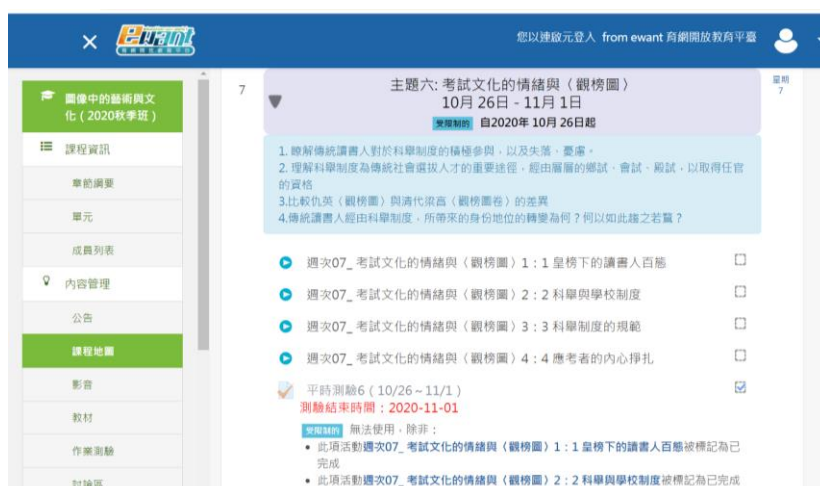 × ewant
您以連啟元登入 from ewant 育網開放教育平臺
圖像中的藝術與文
化（2020秋季班）
課程資訊
章節綱要
單元
成員列表
內容管理
公告
課程地圖
影音
教材
作業測驗
討論區
7
主題六: 考試文化的情緒與〈觀榜圖〉
10月 26日 - 11月 1日
受限制的 自2020年 10月 26日起
星期
7
1. 瞭解傳統讀書人對於科舉制度的積極參與，以及失落、憂慮。
2. 理解科舉制度為傳統社會選拔人才的重要途徑，經由層層的鄉試、會試、殿試，以取得任官
的資格
3.比較仇英〈觀榜圖〉與清代梁亯〈觀榜圖卷〉的差異
4.傳統讀書人經由科舉制度，所帶來的身份地位的轉變為何？何以如此趨之若鶩？
週次07_ 考試文化的情緒與〈觀榜圖〉1：1 皇榜下的讀書人百態
週次07_ 考試文化的情緒與〈觀榜圖〉2：2 科舉與學校制度
週次07_ 考試文化的情緒與〈觀榜圖〉3：3 科舉制度的規範
週次07_ 考試文化的情緒與〈觀榜圖〉4：4 應考者的內心掙扎
平時測驗6（10/26～11/1）
測驗結束時間：2020-11-01
受限制的 無法使用，除非：
• 此項活動週次07_ 考試文化的情緒與〈觀榜圖〉1：1 皇榜下的讀書人百態被標記為已
完成
• 此項活動週次07_ 考試文化的情緒與〈觀榜圖〉2：2 科舉與學校制度被標記為已完成